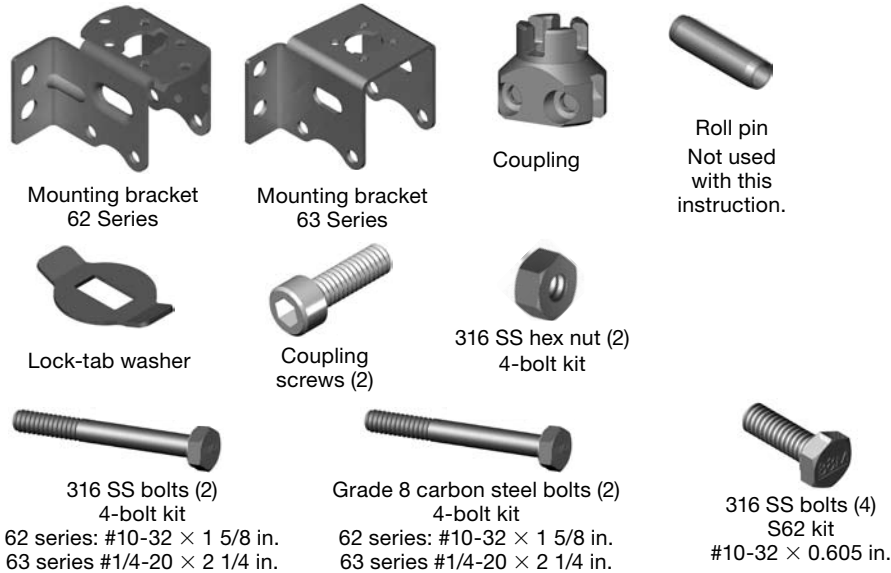 Mounting bracket
62 Series
Mounting bracket
63 Series
Coupling
Roll pin
Not used
with this
instruction.
Lock-tab washer
Coupling
screws (2)
316 SS hex nut (2)
4-bolt kit
316 SS bolts (2)
4-bolt kit
62 series: #10-32 × 1 5/8 in.
63 series #1/4-20 × 2 1/4 in.
Grade 8 carbon steel bolts (2)
4-bolt kit
62 series: #10-32 × 1 5/8 in.
63 series #1/4-20 × 2 1/4 in.
316 SS bolts (4)
S62 kit
#10-32 × 0.605 in.